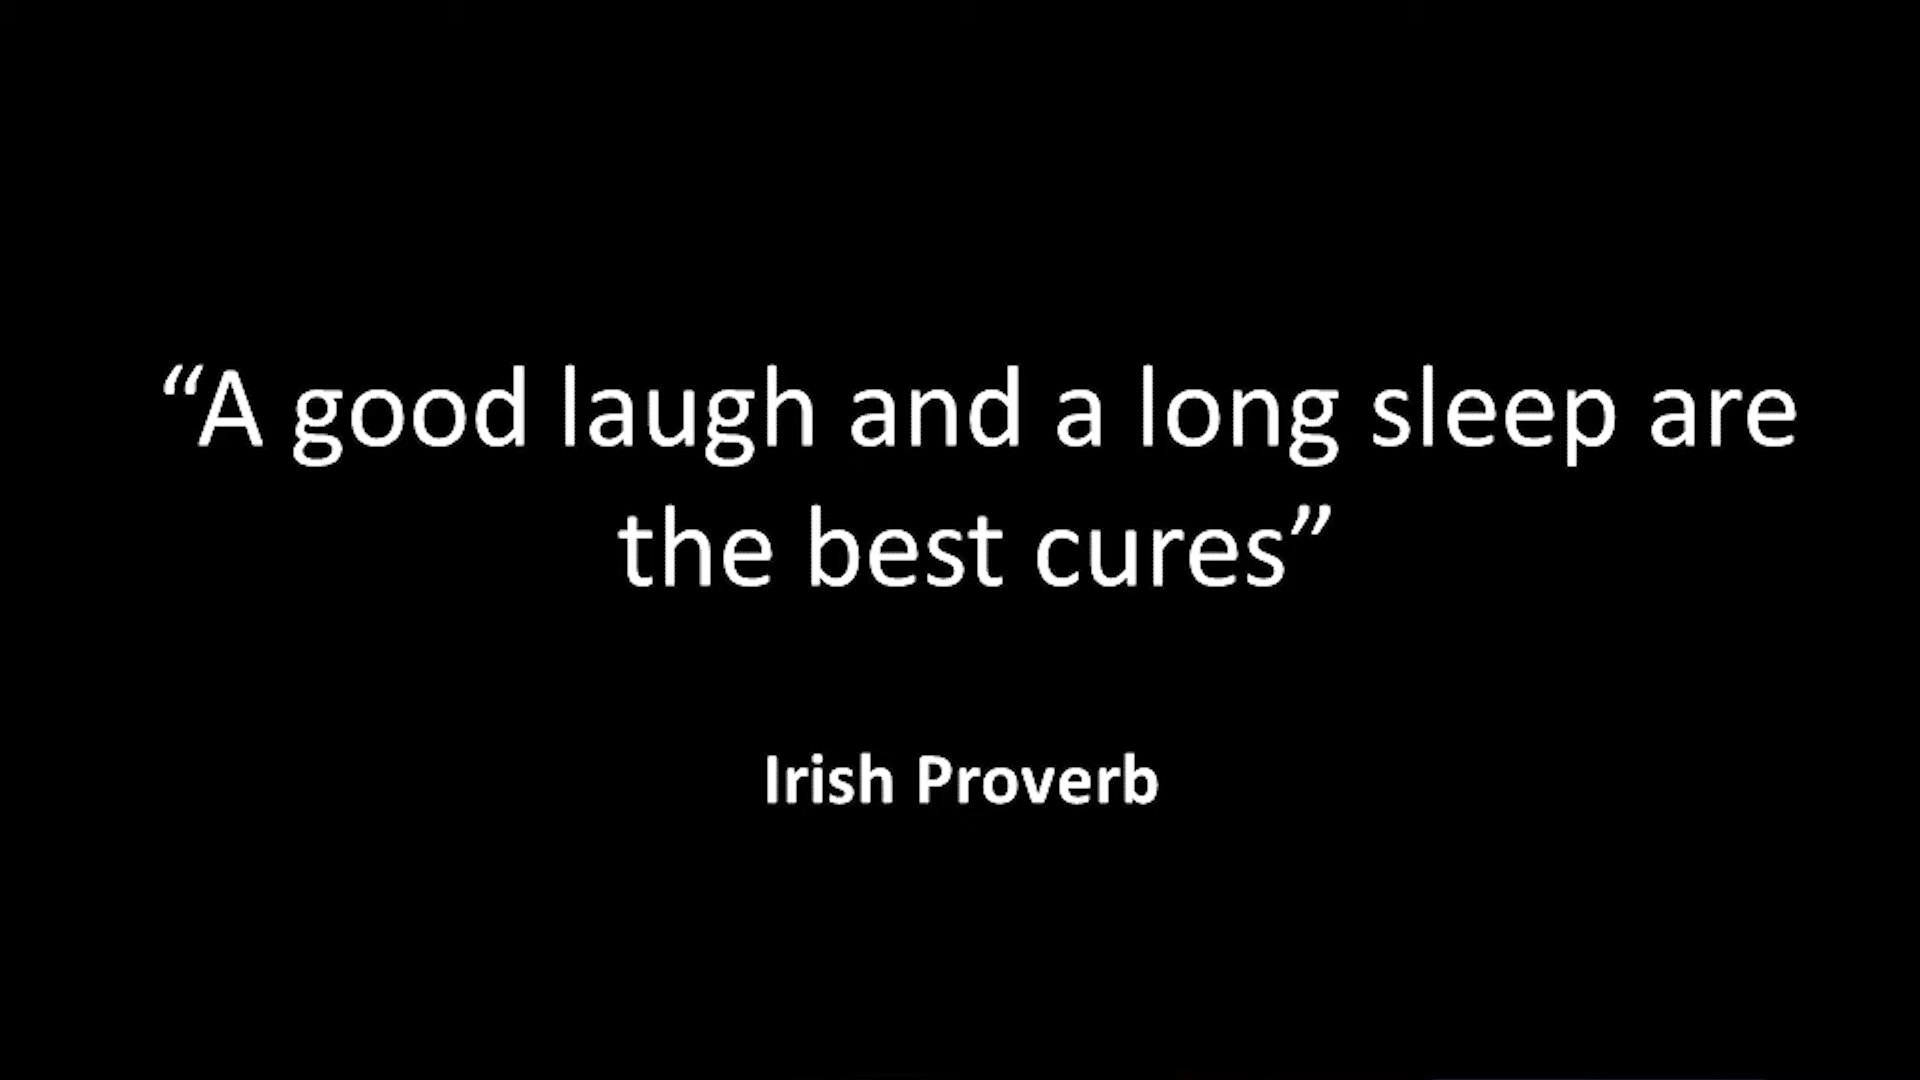 “A good laugh and a long sleep are
the best cures”
Irish Proverb